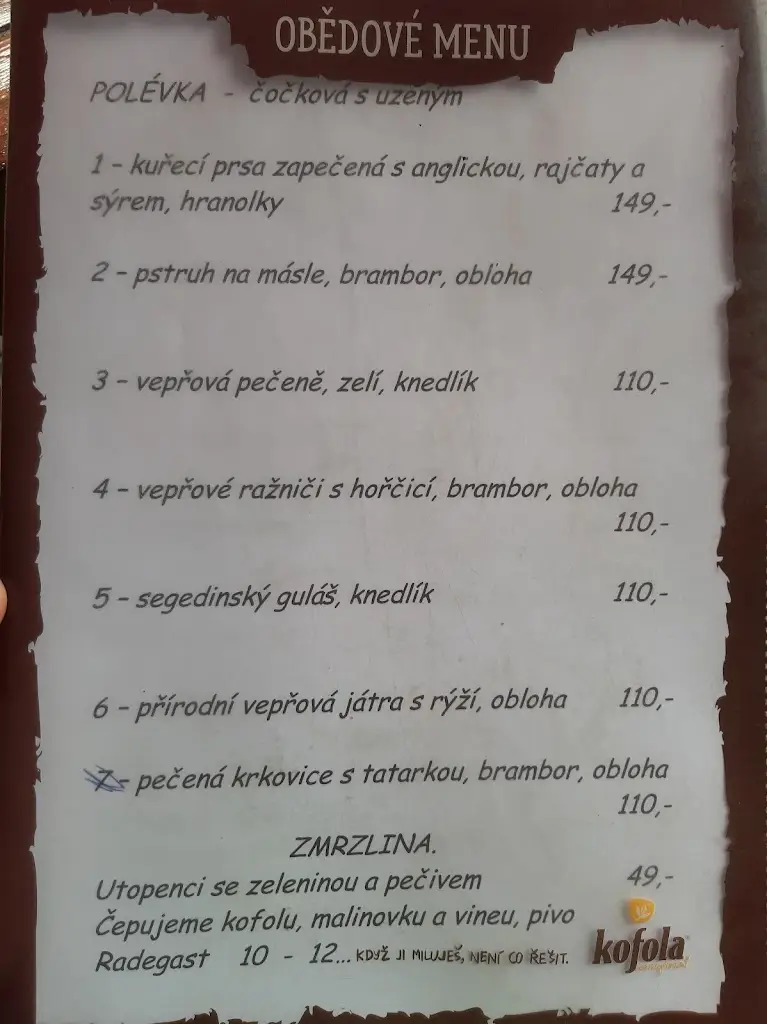 OBĚDOVÉ MENU
POLÉVKA - čočková s uzeným
1 - kuřecí prsa zapečená s anglickou, rajčaty a
sýrem, hranolky 149,-
2 - pstruh na másle, brambor, obloha 149,-
3 - vepřová pečeně, zelí, knedlík 110,-
4 - vepřové ražniči s hořčicí, brambor, obloha
110,-
5 - segedinský guláš, knedlík 110,-
6 - přírodní vepřová játra s rýží, obloha 110,-
7 - pečená krkovice s tatarkou, brambor, obloha
110,-
ZMRZLINA.
Utopenci se zeleninou a pečivem 49,-
Čepujeme kofolu, malinovku a vineu, pivo
Radegast 10 - 12... KDYŽ JI MILUJEŠ, NENÍ CO ŘEŠIT.
kofola